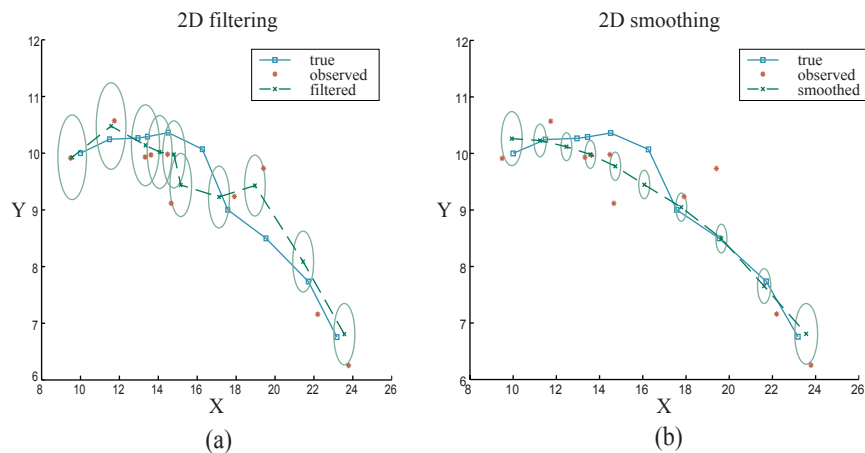 2D filtering
12
11
10
9
8
7
6
Y
true
observed
filtered
8
10
12
14
16
18
20
22
24
26
X
(a)
2D smoothing
12
11
10
9
8
7
6
Y
true
observed
smoothed
8
10
12
14
16
18
20
22
24
26
X
(b)